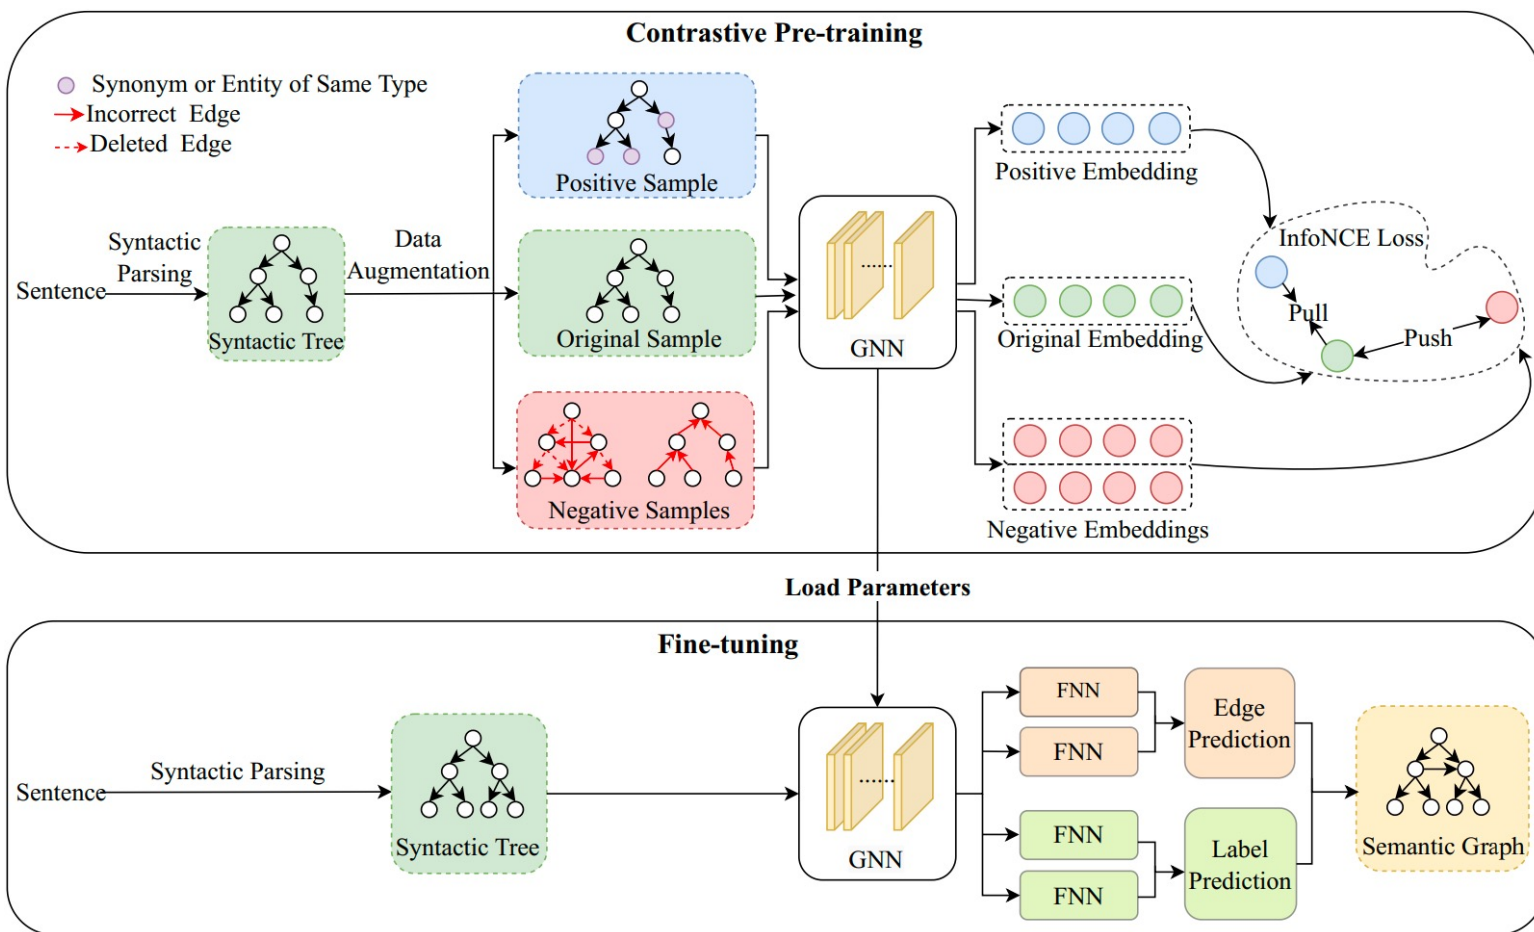 Contrastive Pre-training
Synonym or Entity of Same Type
Incorrect Edge
Deleted Edge
Sentence
Syntactic
Parsing
Syntactic Tree
Data
Augmentation
Positive Sample
Original Sample
Negative Samples
......
GNN
Positive Embedding
Original Embedding
Negative Embeddings
InfoNCE Loss
Pull
Push
Load Parameters
Fine-tuning
Sentence
Syntactic Parsing
Syntactic Tree
......
GNN
FNN
FNN
FNN
FNN
Edge
Prediction
Label
Prediction
Semantic Graph